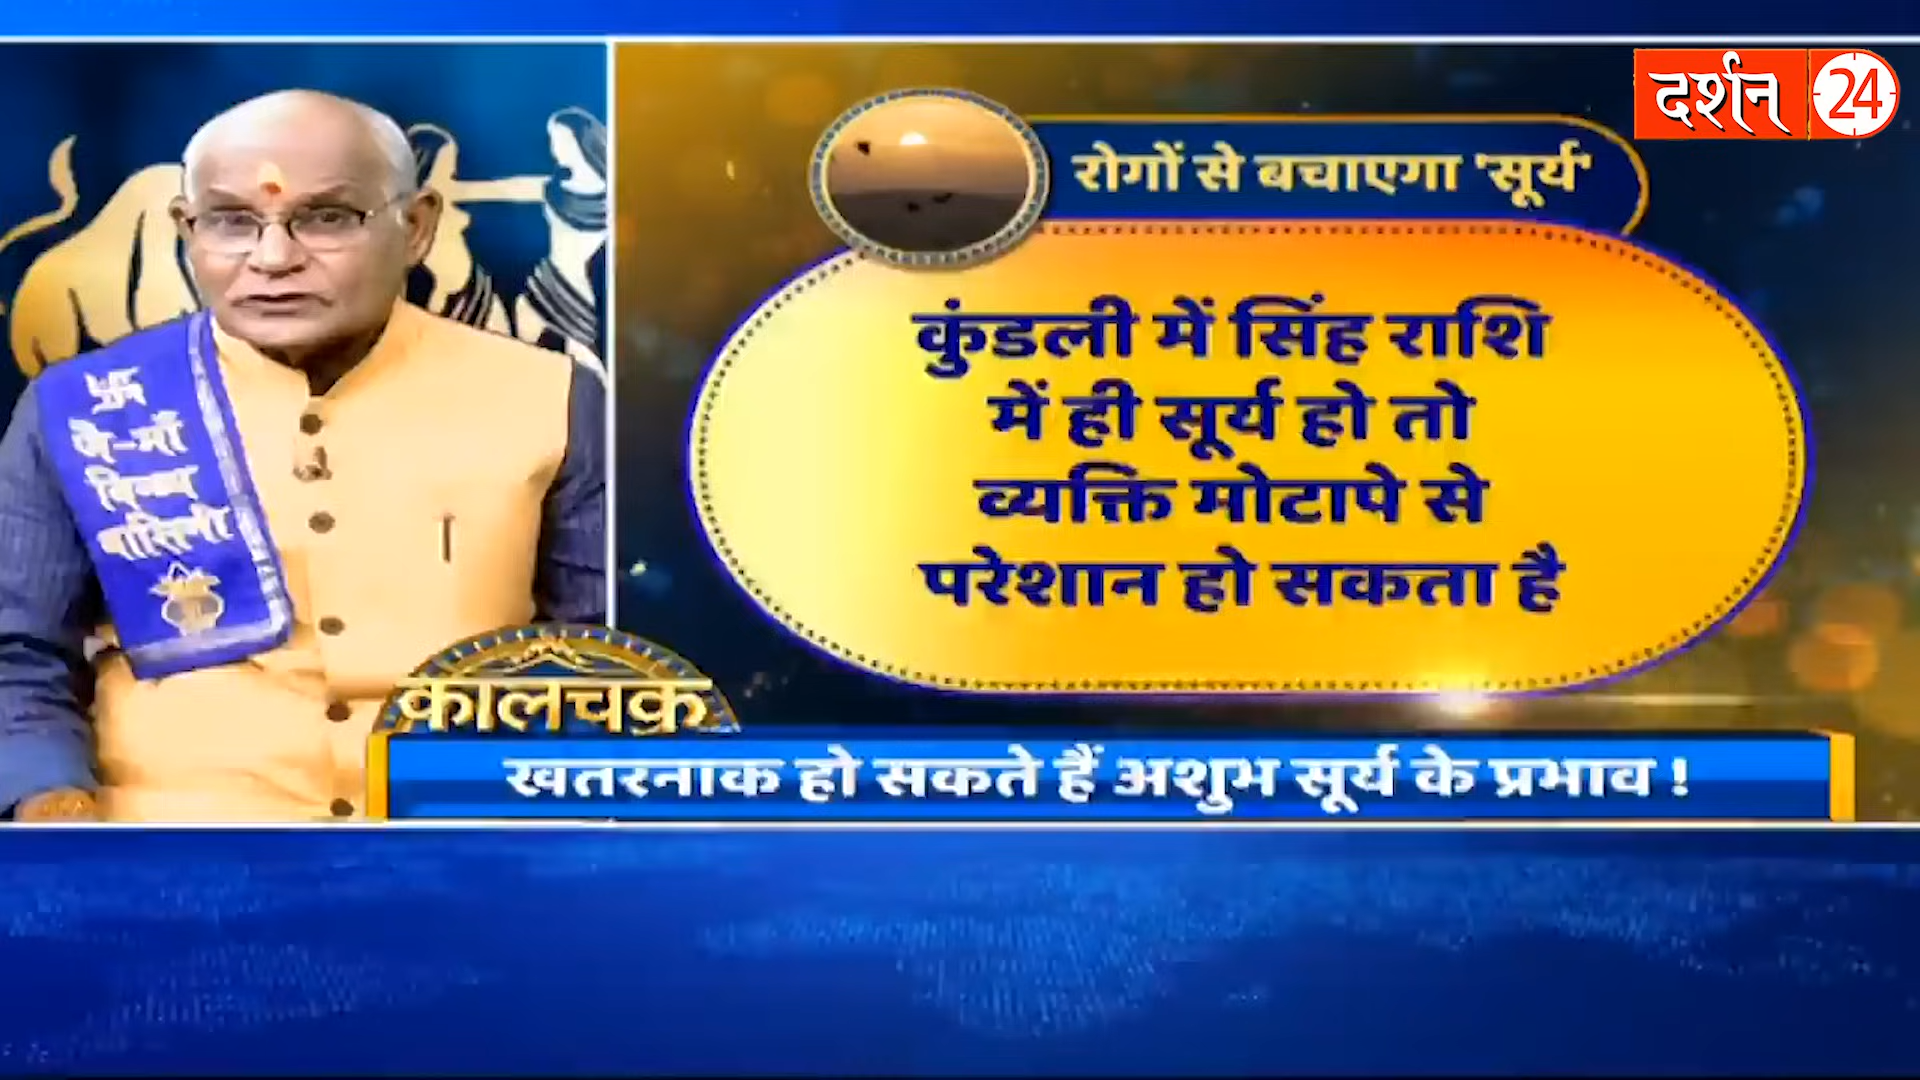 दर्शन 24
रोगों से बचाएगा 'सूर्य'
कुंडली में सिंह राशि
में ही सूर्य हो तो
व्यक्ति मोटापे से
परेशान हो सकता है
कालचक्र
खतरनाक हो सकते हैं अशुभ सूर्य के प्रभाव !